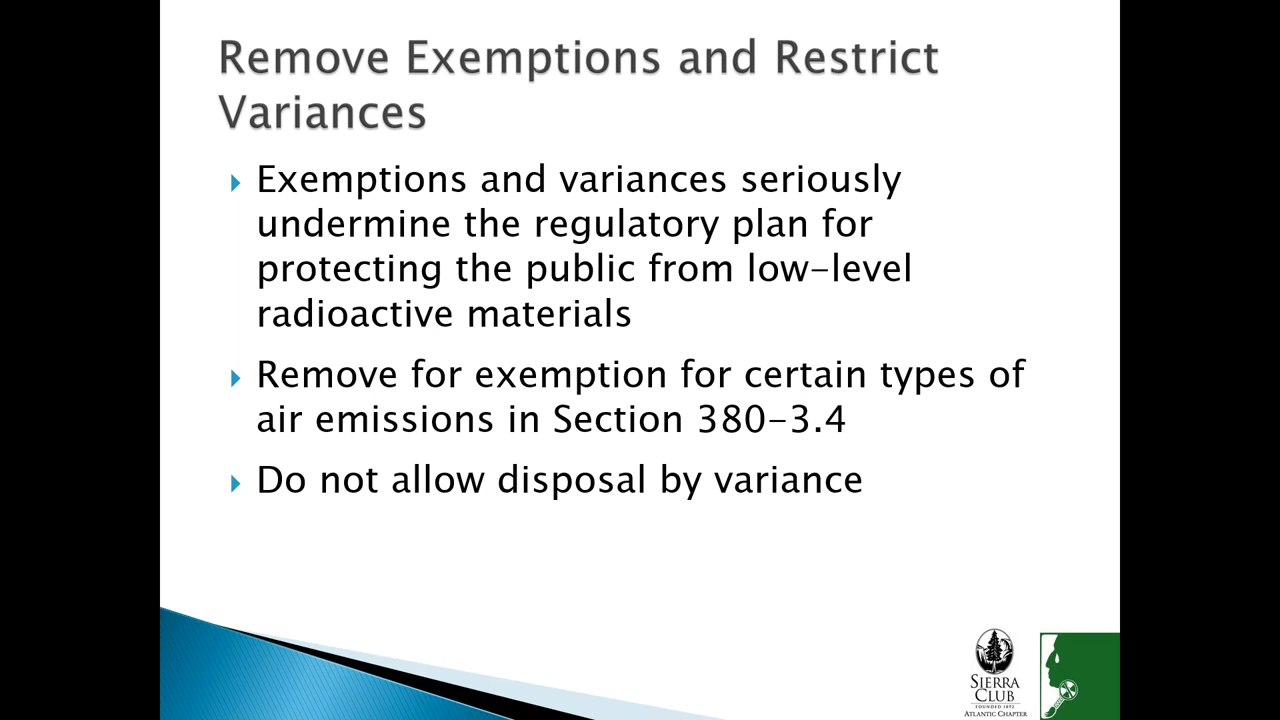 Remove Exemptions and Restrict
Variances
Exemptions and variances seriously
undermine the regulatory plan for
protecting the public from low-level
radioactive materials
Remove for exemption for certain types of
air emissions in Section 380-3.4
Do not allow disposal by variance
SIERRA
CLUB
FOUNDED 1892
ATLANTIC CHAPTER